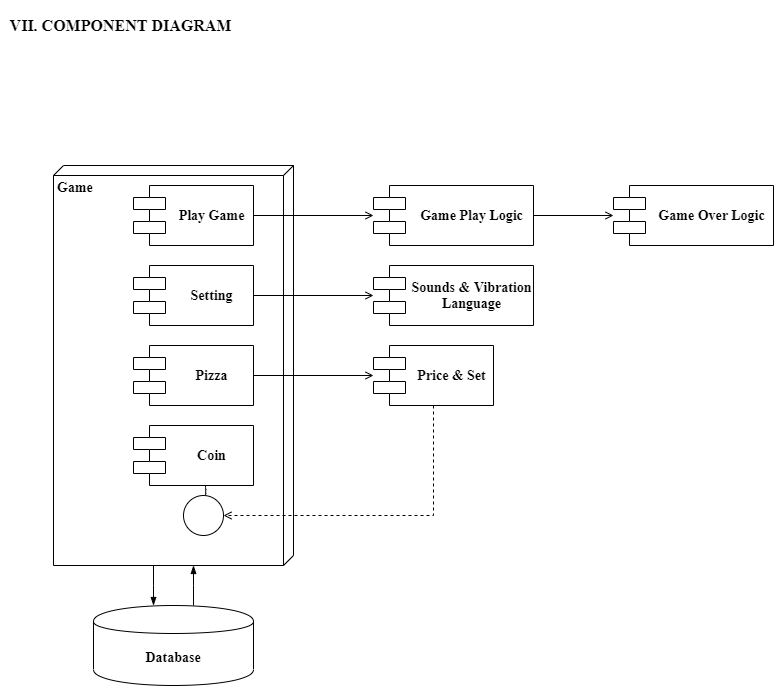 VII. COMPONENT DIAGRAM
Game
Play Game
Game Play Logic
Game Over Logic
Setting
Sounds & Vibration
Language
Pizza
Price & Set
Coin
Database